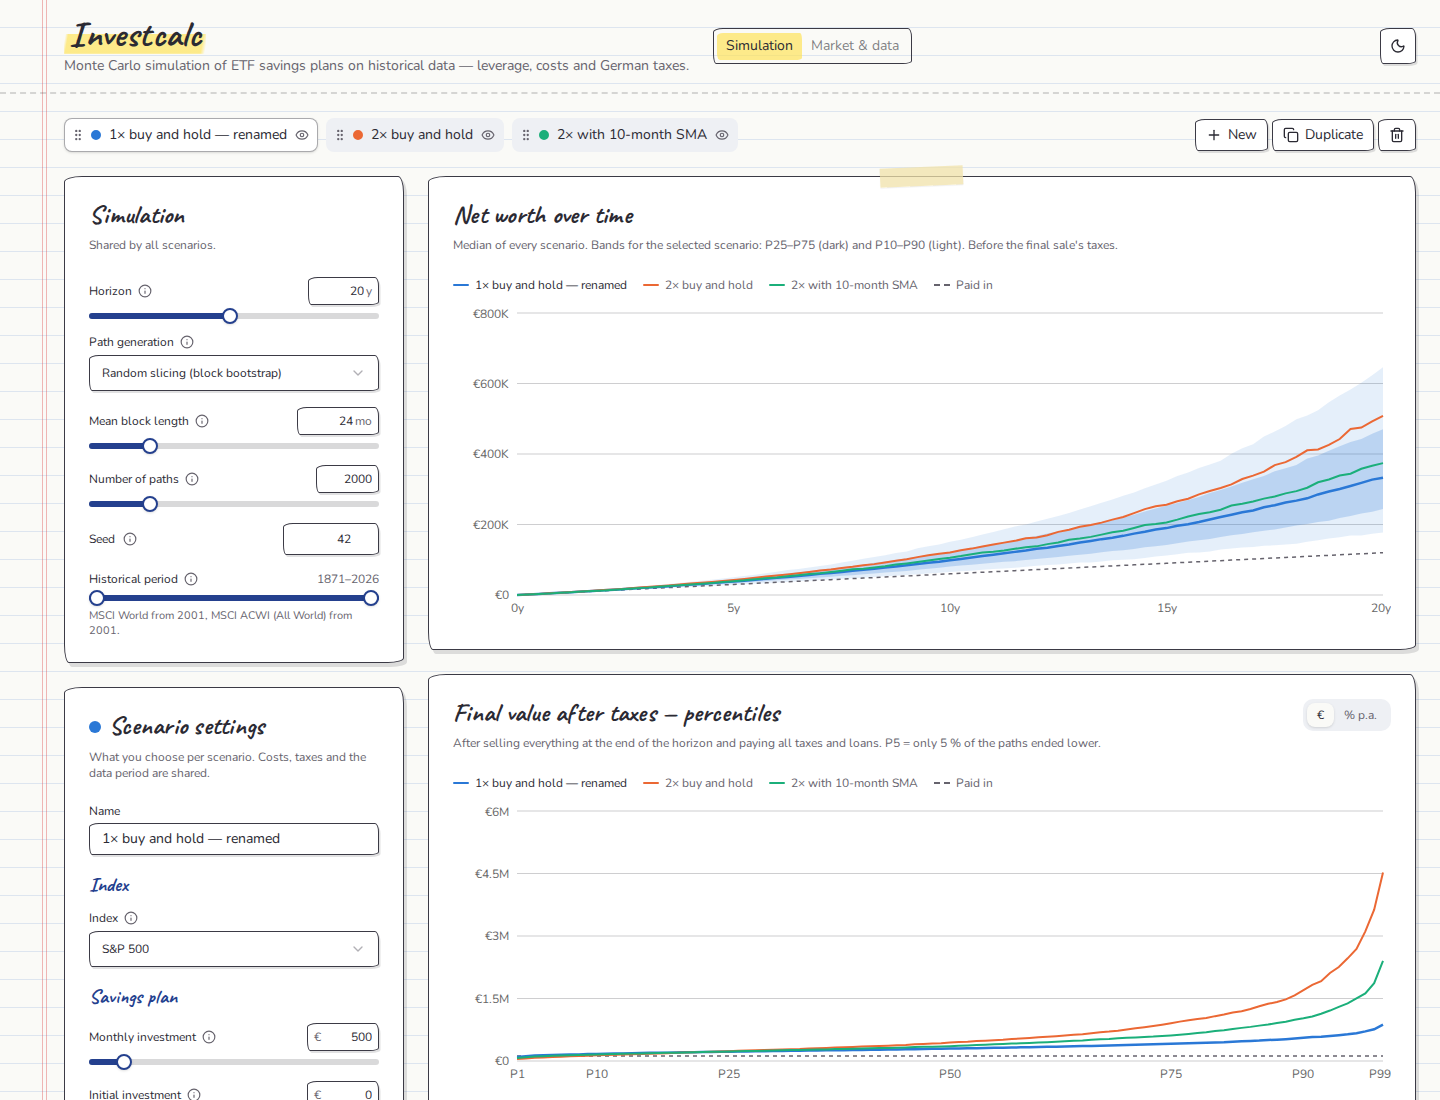 Investcalc
Monte Carlo simulation of ETF savings plans on historical data — leverage, costs and German taxes.
Simulation Market & data
1× buy and hold — renamed
2× buy and hold
2× with 10-month SMA
New
Duplicate
Simulation
Shared by all scenarios.
Horizon
20 y
Path generation
Random slicing (block bootstrap)
Mean block length
24 mo
Number of paths
2000
Seed
42
Historical period
1871–2026
MSCI World from 2001, MSCI ACWI (All World) from
2001.
Net worth over time
Median of every scenario. Bands for the selected scenario: P25–P75 (dark) and P10–P90 (light). Before the final sale's taxes.
1× buy and hold — renamed
2× buy and hold
2× with 10-month SMA
Paid in
€800K
€600K
€400K
€200K
€0
0y
5y
10y
15y
20y
Scenario settings
What you choose per scenario. Costs, taxes and the
data period are shared.
Name
1× buy and hold — renamed
Index
Index
S&P 500
Savings plan
Monthly investment
€ 500
Initial investment
€ 0
Final value after taxes – percentiles
€ % p.a.
After selling everything at the end of the horizon and paying all taxes and loans. P5 = only 5 % of the paths ended lower.
1× buy and hold — renamed
2× buy and hold
2× with 10-month SMA
Paid in
€6M
€4.5M
€3M
€1.5M
€0
P1
P10
P25
P50
P75
P90
P99